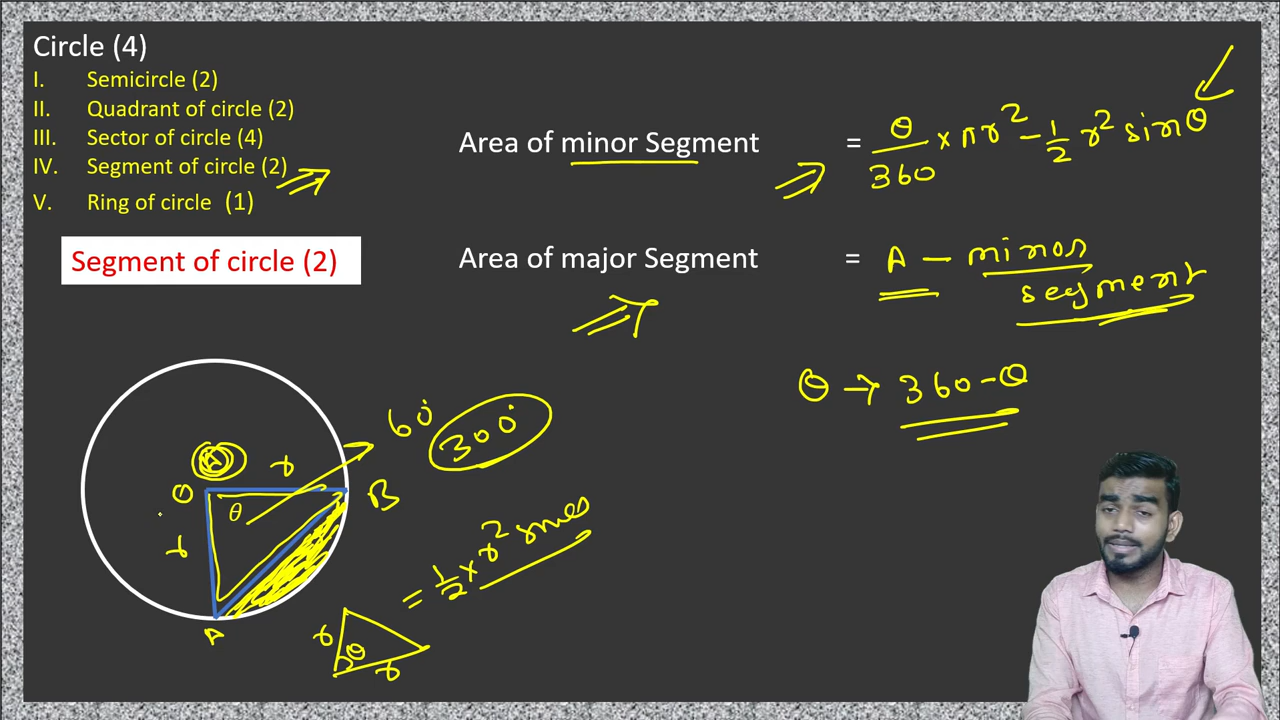 Circle (4)
I. Semicircle (2)
II. Quadrant of circle (2)
III. Sector of circle (4)
IV. Segment of circle (2)
V. Ring of circle (1)
Segment of circle (2)
Area of minor Segment = θ/360 × πr² − 1/2 r² sinθ
Area of major Segment = A − minor
segment
θ → 360-θ
60°
300°
A
O
r
θ
B
r
A
= 1/2 × r²
r
θ
r